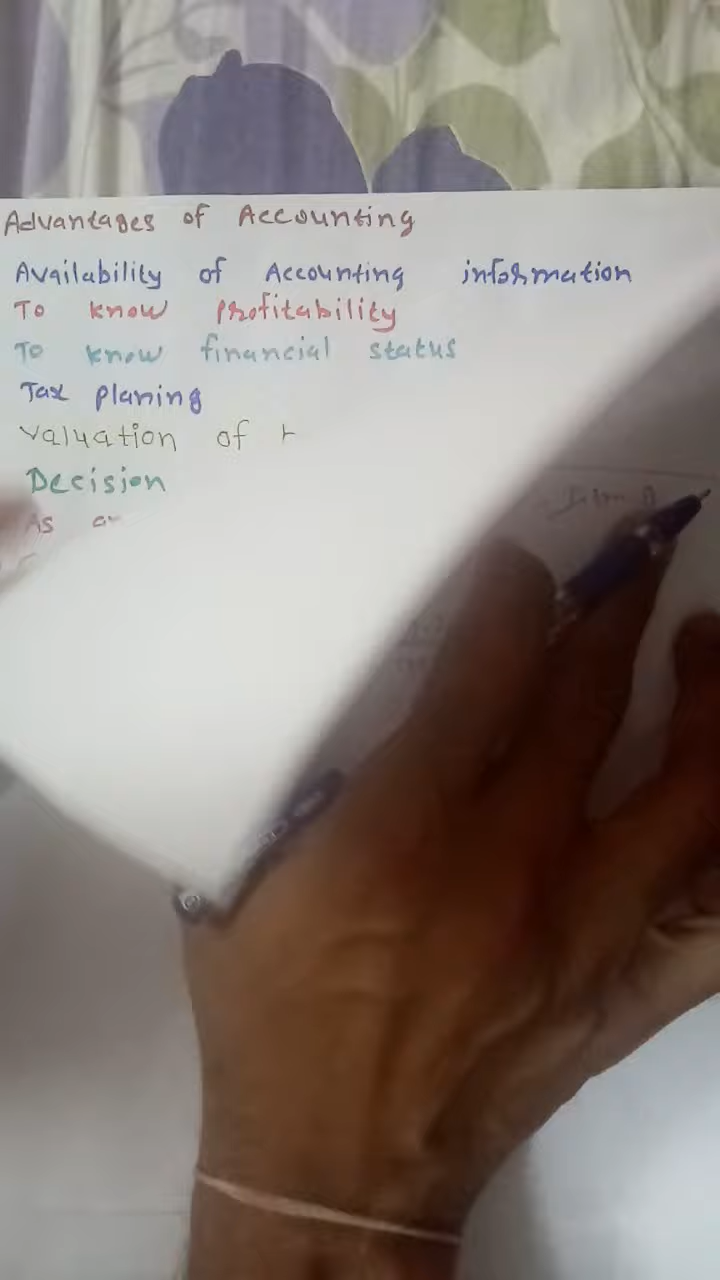 Advantages of Accounting
Availability of Accounting information
To know profitability
To know financial status
Tax planing
valuation of
Decision
As